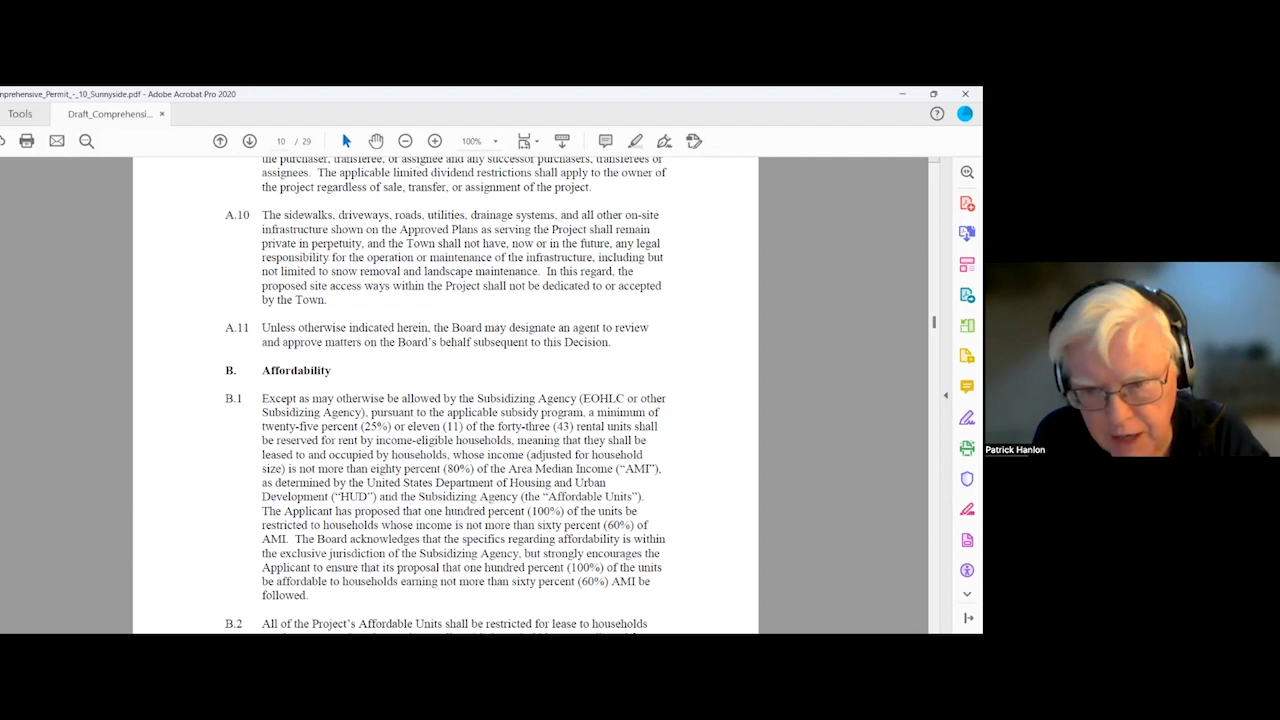 mprehensive_Permit_-_10_Sunnyside.pdf - Adobe Acrobat Pro 2020
Tools
Draft_Comprehensi... ×
10 / 29
100%
the purchaser, transferee, or assignee and any successor purchasers, transferees or
assignees. The applicable limited dividend restrictions shall apply to the owner of
the project regardless of sale, transfer, or assignment of the project.
A.10 The sidewalks, driveways, roads, utilities, drainage systems, and all other on-site
infrastructure shown on the Approved Plans as serving the Project shall remain
private in perpetuity, and the Town shall not have, now or in the future, any legal
responsibility for the operation or maintenance of the infrastructure, including but
not limited to snow removal and landscape maintenance. In this regard, the
proposed site access ways within the Project shall not be dedicated to or accepted
by the Town.
A.11 Unless otherwise indicated herein, the Board may designate an agent to review
and approve matters on the Board's behalf subsequent to this Decision.
B. Affordability
B.1 Except as may otherwise be allowed by the Subsidizing Agency (EOHLC or other
Subsidizing Agency), pursuant to the applicable subsidy program, a minimum of
twenty-five percent (25%) or eleven (11) of the forty-three (43) rental units shall
be reserved for rent by income-eligible households, meaning that they shall be
leased to and occupied by households, whose income (adjusted for household
size) is not more than eighty percent (80%) of the Area Median Income ("AMI"),
as determined by the United States Department of Housing and Urban
Development ("HUD") and the Subsidizing Agency (the "Affordable Units").
The Applicant has proposed that one hundred percent (100%) of the units be
restricted to households whose income is not more than sixty percent (60%) of
AMI. The Board acknowledges that the specifics regarding affordability is within
the exclusive jurisdiction of the Subsidizing Agency, but strongly encourages the
Applicant to ensure that its proposal that one hundred percent (100%) of the units
be affordable to households earning not more than sixty percent (60%) AMI be
followed.
B.2 All of the Project's Affordable Units shall be restricted for lease to households
Patrick Hanlon